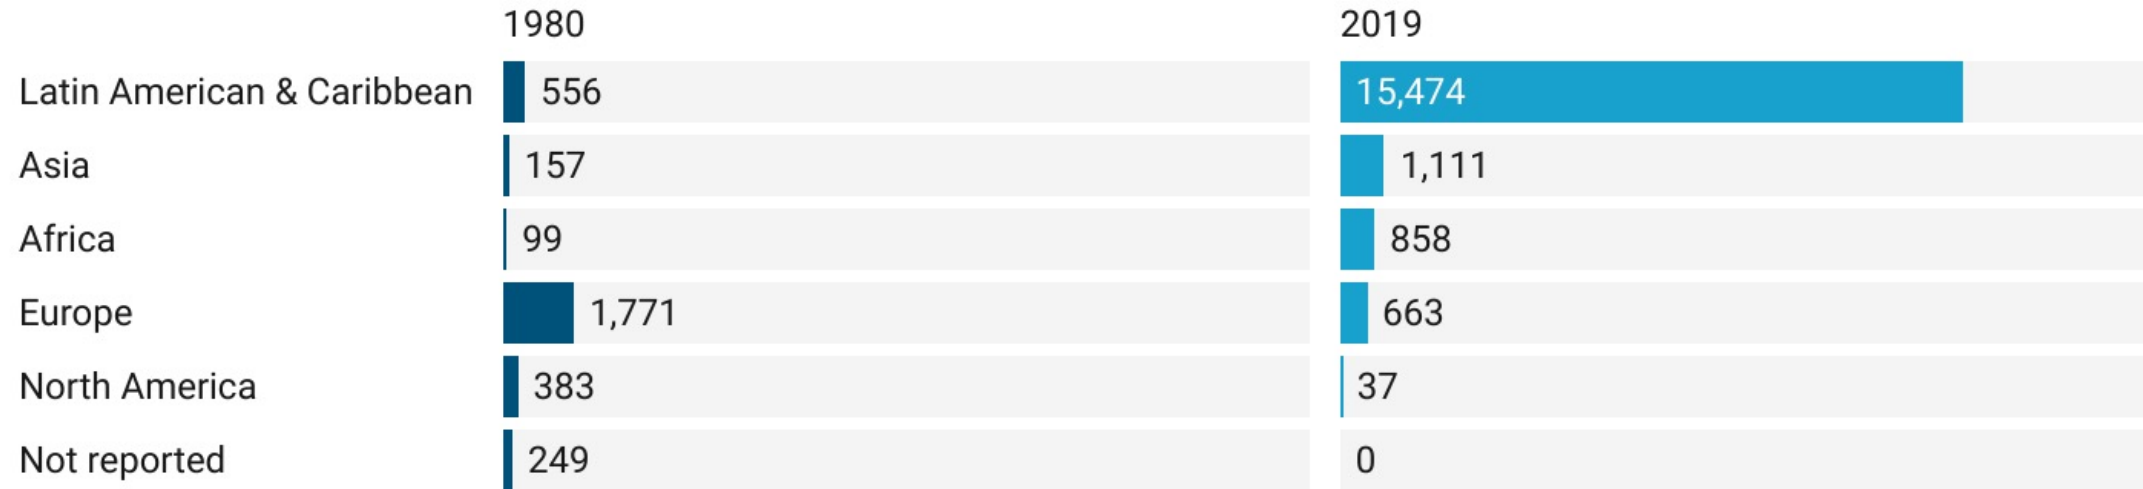 1980 2019
Latin American & Caribbean 556 15,474
Asia 157 1,111
Africa 99 858
Europe 1,771 663
North America 383 37
Not reported 249 0